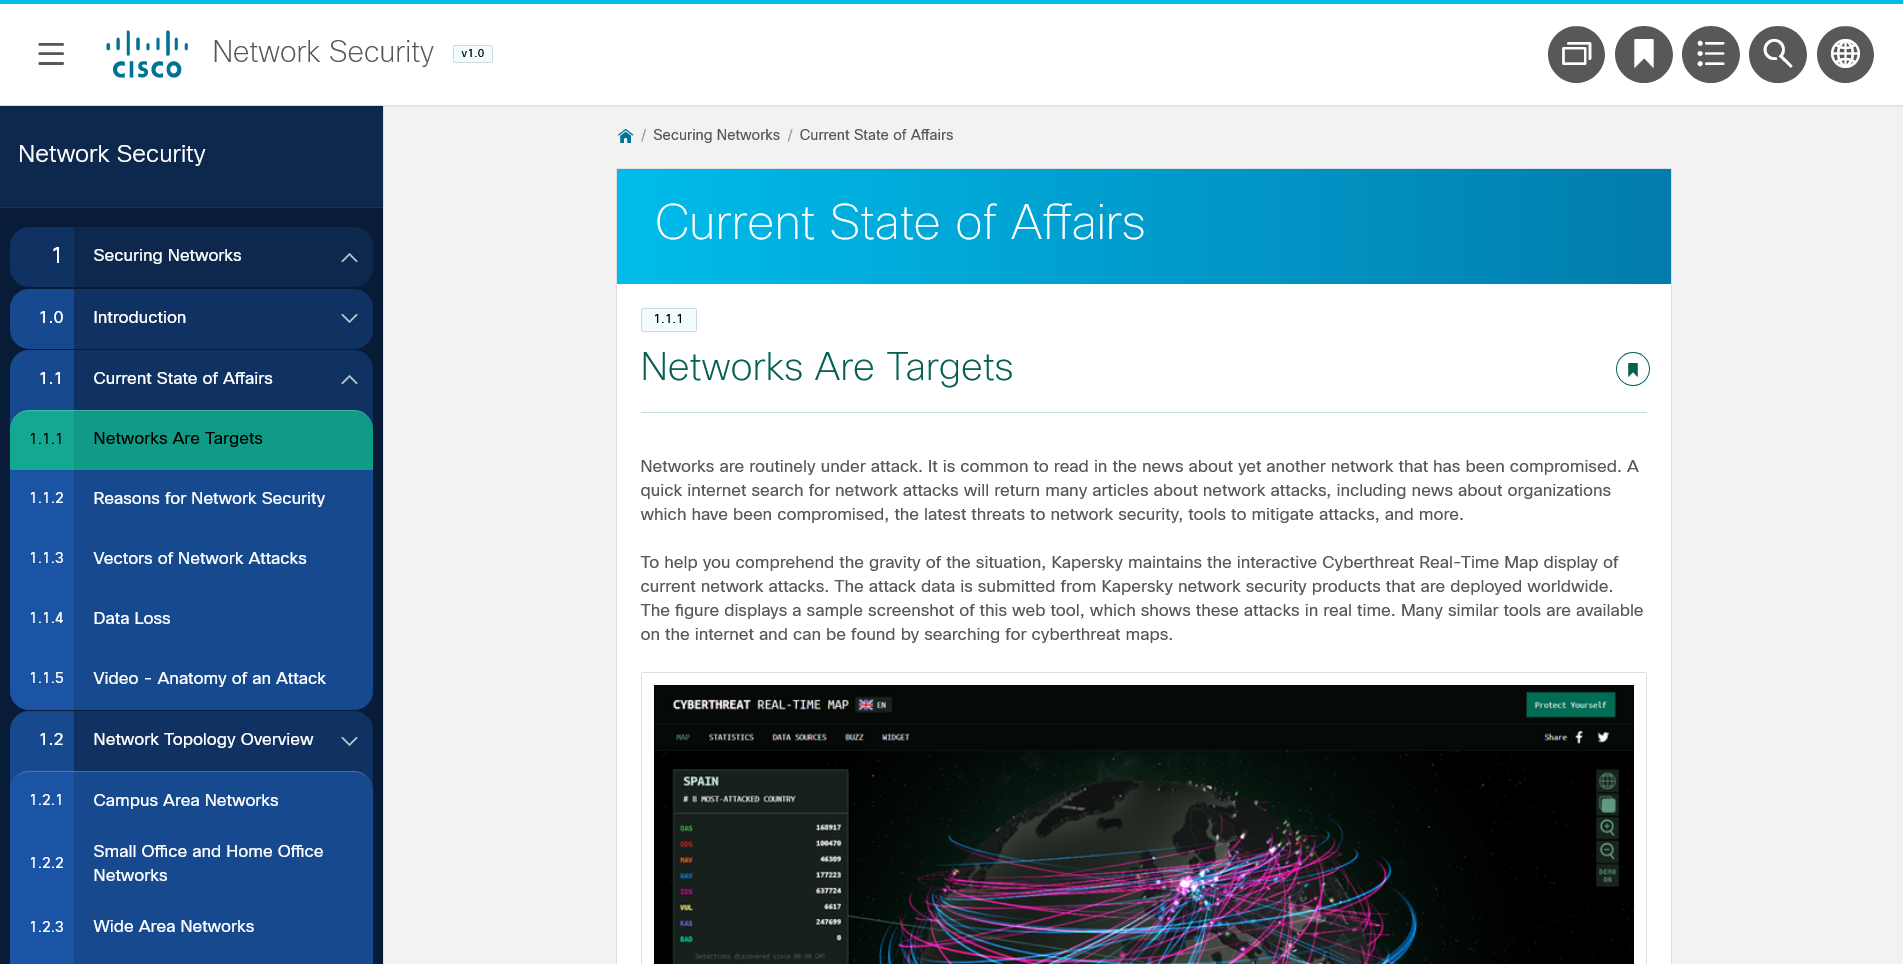 CISCO
Network Security
v1.0
Network Security
1 Securing Networks
1.0 Introduction
1.1 Current State of Affairs
1.1.1 Networks Are Targets
1.1.2 Reasons for Network Security
1.1.3 Vectors of Network Attacks
1.1.4 Data Loss
1.1.5 Video - Anatomy of an Attack
1.2 Network Topology Overview
1.2.1 Campus Area Networks
1.2.2 Small Office and Home Office
Networks
1.2.3 Wide Area Networks
/ Securing Networks / Current State of Affairs
Current State of Affairs
1.1.1
Networks Are Targets
Networks are routinely under attack. It is common to read in the news about yet another network that has been compromised. A
quick internet search for network attacks will return many articles about network attacks, including news about organizations
which have been compromised, the latest threats to network security, tools to mitigate attacks, and more.
To help you comprehend the gravity of the situation, Kapersky maintains the interactive Cyberthreat Real-Time Map display of
current network attacks. The attack data is submitted from Kapersky network security products that are deployed worldwide.
The figure displays a sample screenshot of this web tool, which shows these attacks in real time. Many similar tools are available
on the internet and can be found by searching for cyberthreat maps.
CYBERTHREAT REAL-TIME MAP EN
Protect Yourself
MAP STATISTICS DATA SOURCES BUZZ WIDGET
Share
SPAIN
# 8 MOST-ATTACKED COUNTRY
OAS 168917
ODS 100470
MAV 46309
WAV 177223
IDS 637724
VUL 6617
KAS 247699
BAD 0
Detections discovered since 00:00 GMT
DEMO
ON